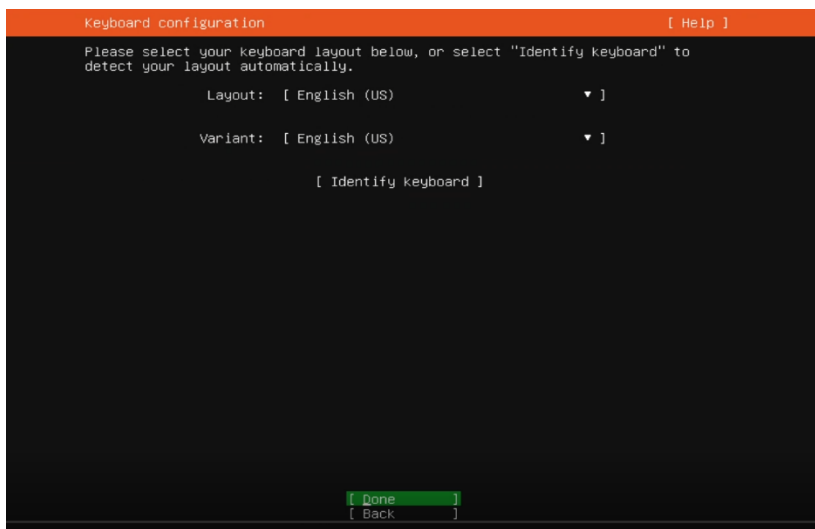 Keyboard configuration [ Help ]
Please select your keyboard layout below, or select "Identify keyboard" to
detect your layout automatically.
Layout: [ English (US) ▾ ]
Variant: [ English (US) ▾ ]
[ Identify keyboard ]
[ Done ]
[ Back ]